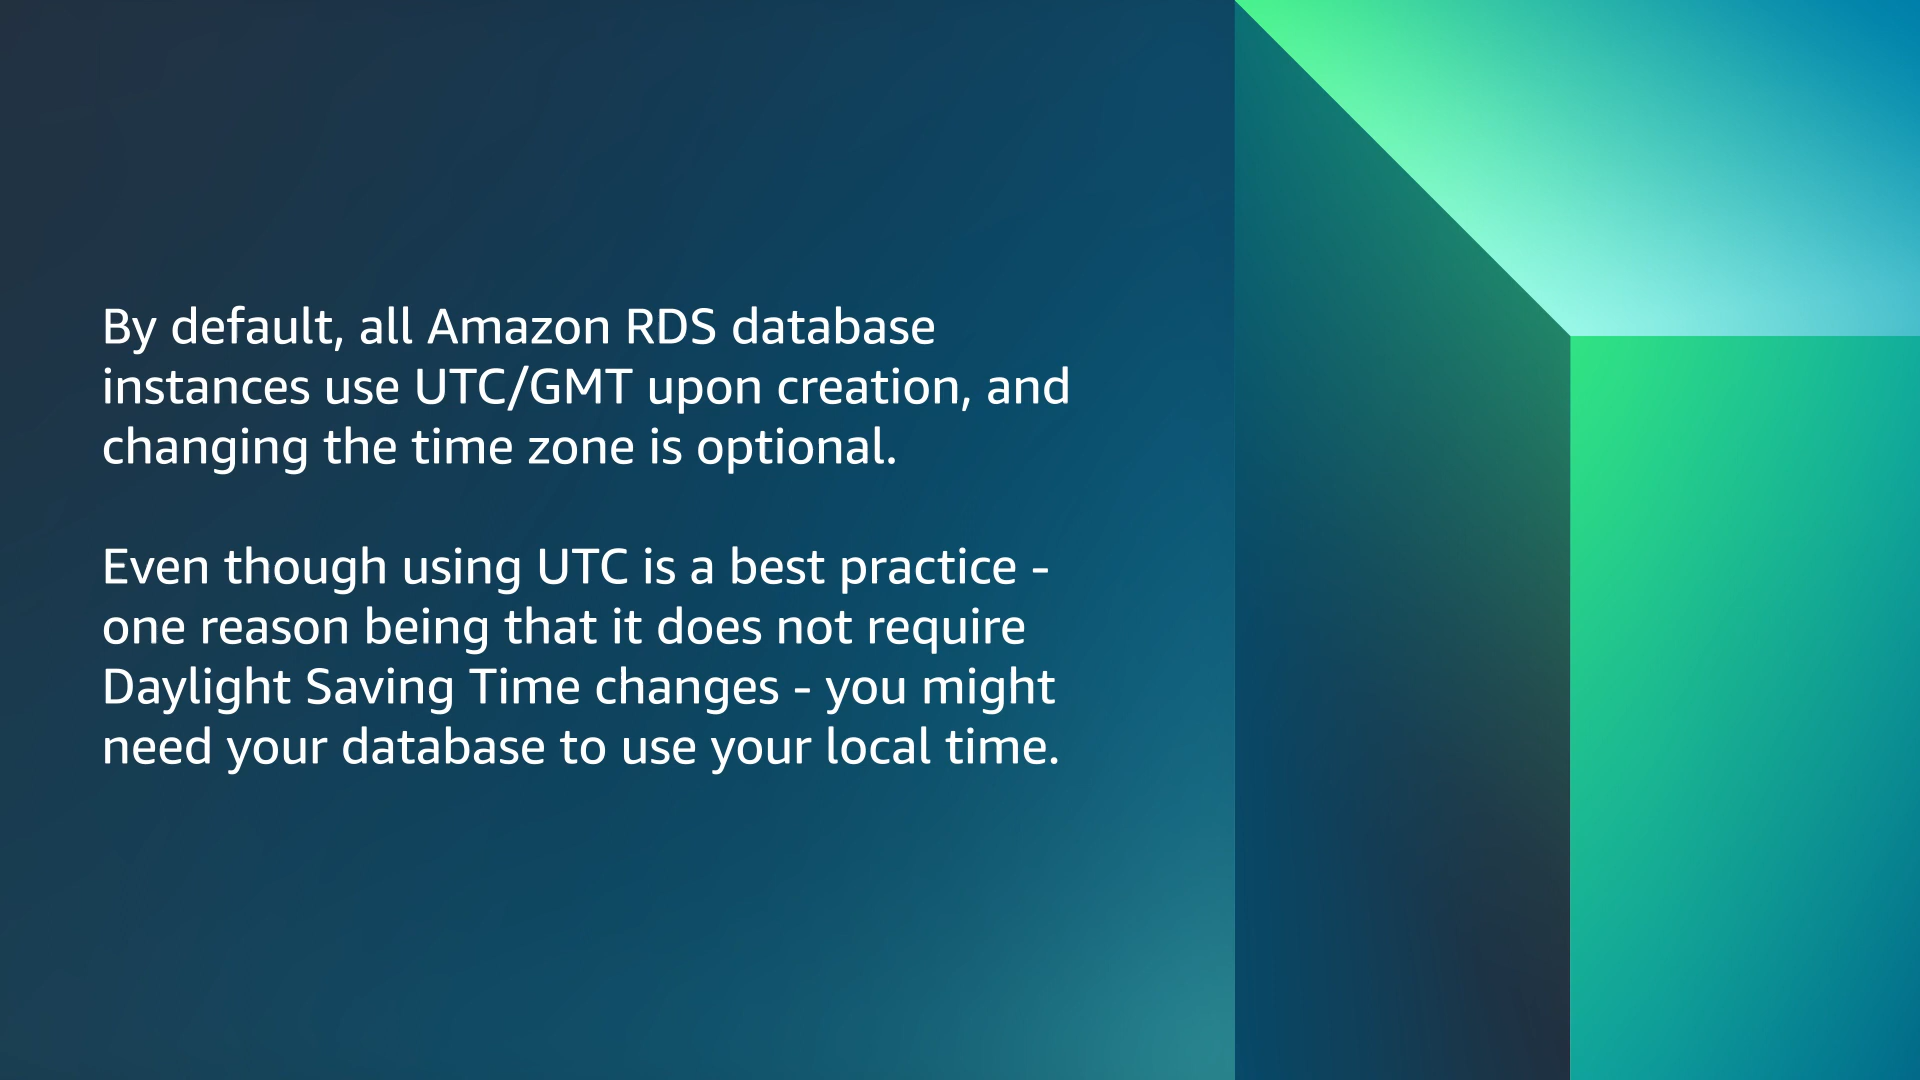 By default, all Amazon RDS database
instances use UTC/GMT upon creation, and
changing the time zone is optional.
Even though using UTC is a best practice -
one reason being that it does not require
Daylight Saving Time changes - you might
need your database to use your local time.